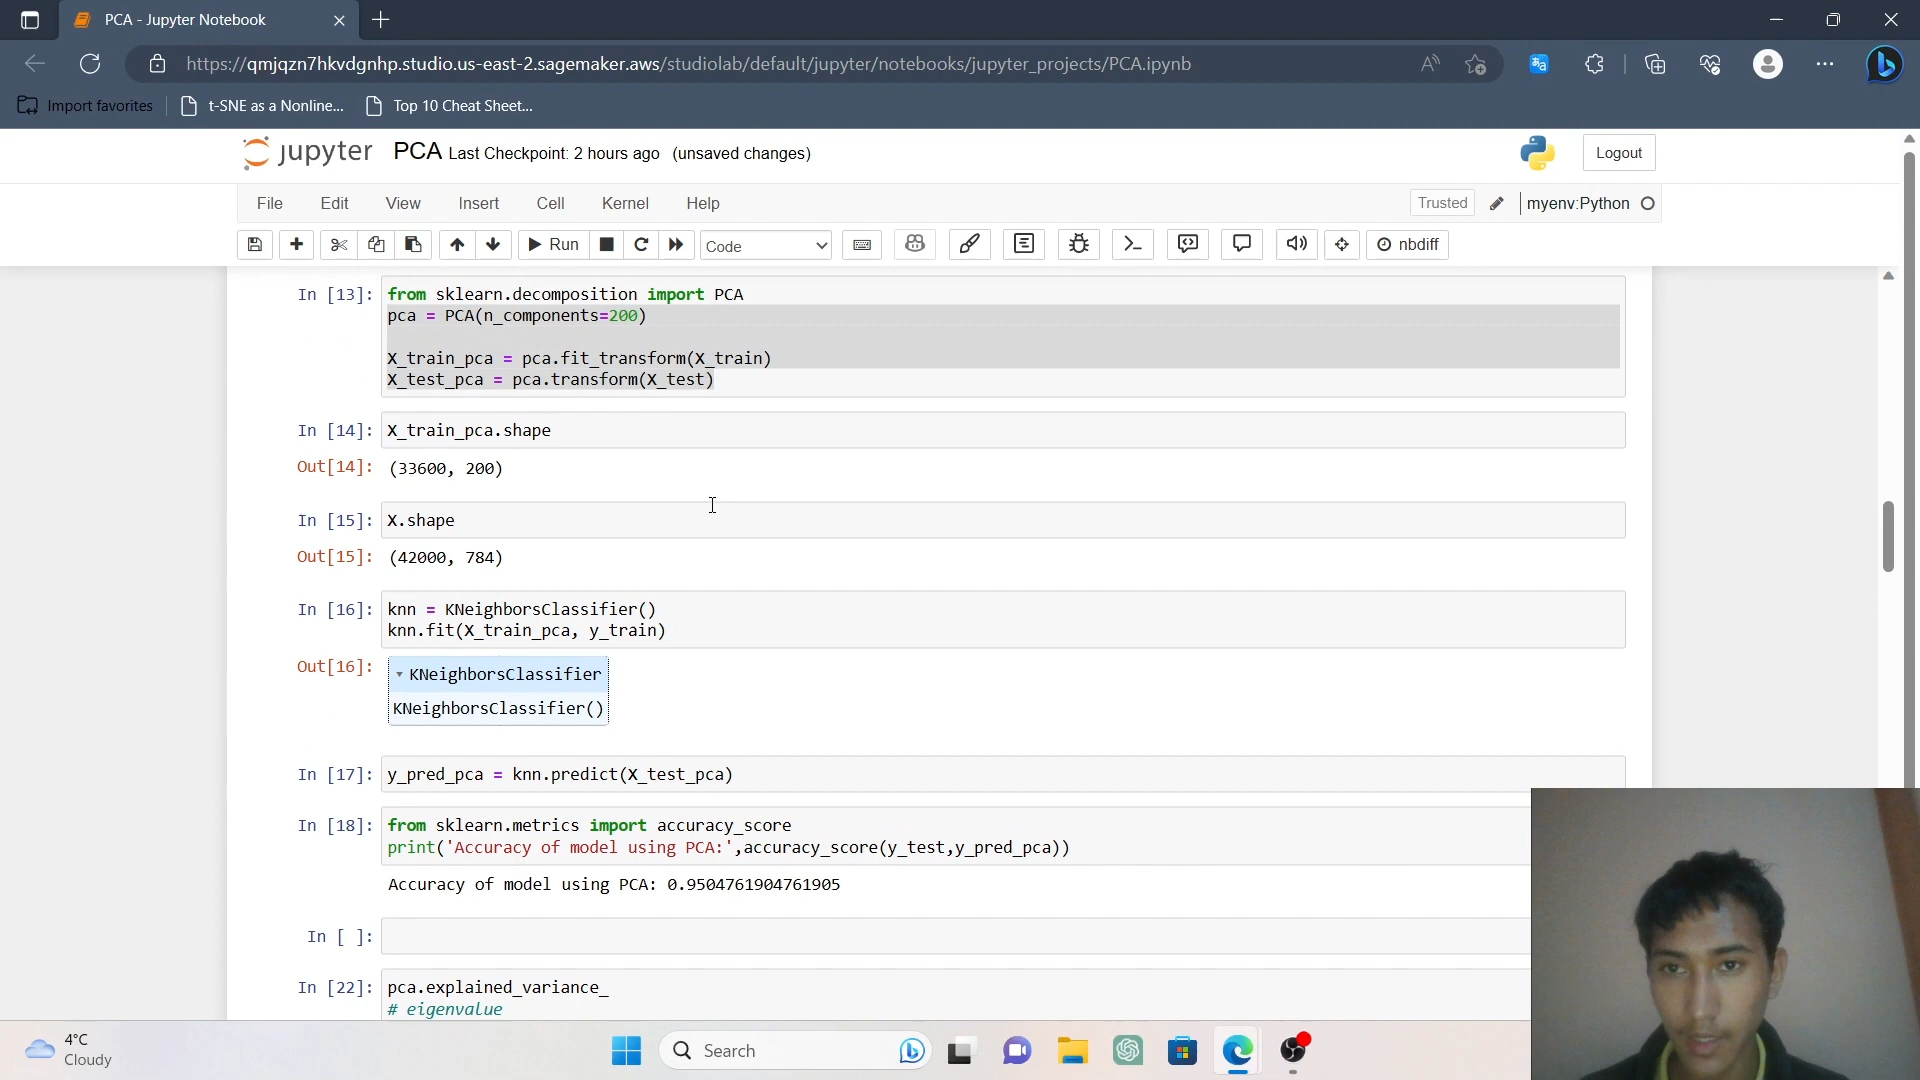 PCA - Jupyter Notebook
https://qmjqzn7hkvdgnhp.studio.us-east-2.sagemaker.aws/studiolab/default/jupyter/notebooks/jupyter_projects/PCA.ipynb
Import favorites
t-SNE as a Nonline...
Top 10 Cheat Sheet...
jupyter PCA Last Checkpoint: 2 hours ago (unsaved changes)
Logout
File Edit View Insert Cell Kernel Help
Trusted
myenv:Python
Run
Code
nbdiff
In [13]: from sklearn.decomposition import PCA
pca = PCA(n_components=200)
X_train_pca = pca.fit_transform(X_train)
X_test_pca = pca.transform(X_test)
In [14]: X_train_pca.shape
Out[14]: (33600, 200)
In [15]: X.shape
Out[15]: (42000, 784)
In [16]: knn = KNeighborsClassifier()
knn.fit(X_train_pca, y_train)
Out[16]: KNeighborsClassifier
KNeighborsClassifier()
In [17]: y_pred_pca = knn.predict(X_test_pca)
In [18]: from sklearn.metrics import accuracy_score
print('Accuracy of model using PCA:',accuracy_score(y_test,y_pred_pca))
Accuracy of model using PCA: 0.9504761904761905
In [ ]:
In [22]: pca.explained_variance_
# eigenvalue
4°C
Cloudy
Search